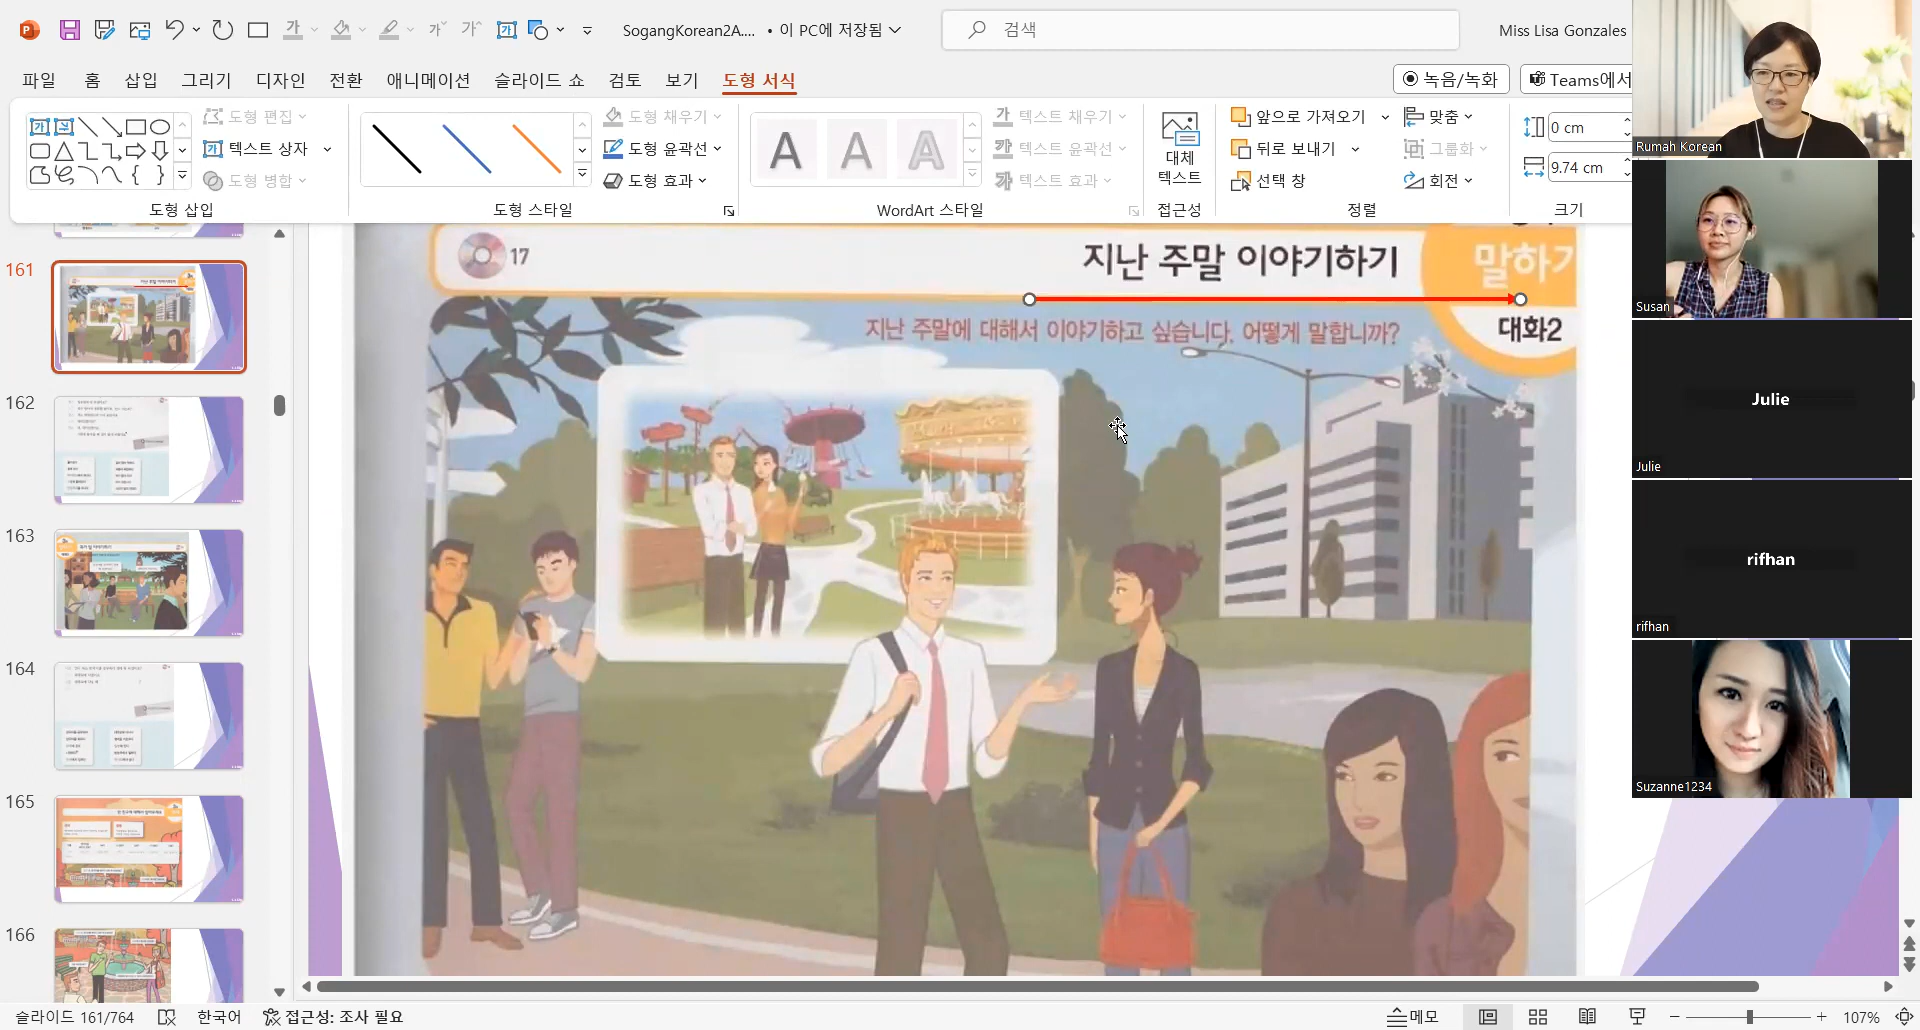 SogangKorean2A.... • 이 PC에 저장됨
검색
Miss Lisa Gonzales
파일 홈 삽입 그리기 디자인 전환 애니메이션 슬라이드 쇼 검토 보기 도형 서식
녹음/녹화
Teams에서
도형 편집
텍스트 상자
도형 병합
도형 삽입
도형 채우기
도형 윤곽선
도형 효과
도형 스타일
텍스트 채우기
텍스트 윤곽선
텍스트 효과
WordArt 스타일
대체
텍스트
접근성
앞으로 가져오기
뒤로 보내기
선택 창
맞춤
그룹화
회전
정렬
0 cm
9.74 cm
크기
161
162
163
164
165
166
17
지난 주말 이야기하기
말하기
대화2
지난 주말에 대해서 이야기하고 싶습니다. 어떻게 말합니까?
Rumah Korean
Susan
Julie
Julie
rifhan
rifhan
Suzanne1234
슬라이드 161/764
한국어
접근성: 조사 필요
메모
107%